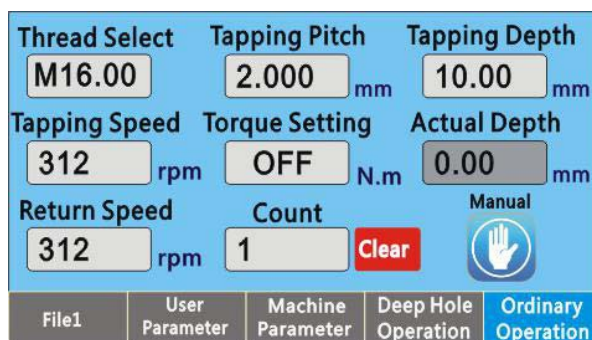 Thread Select Tapping Pitch Tapping Depth
M16.00 2.000 mm 10.00 mm
Tapping Speed Torque Setting Actual Depth
312 rpm OFF N.m 0.00 mm
Return Speed Count Manual
312 rpm 1 Clear
File1 User Parameter Machine Parameter Deep Hole Operation Ordinary Operation